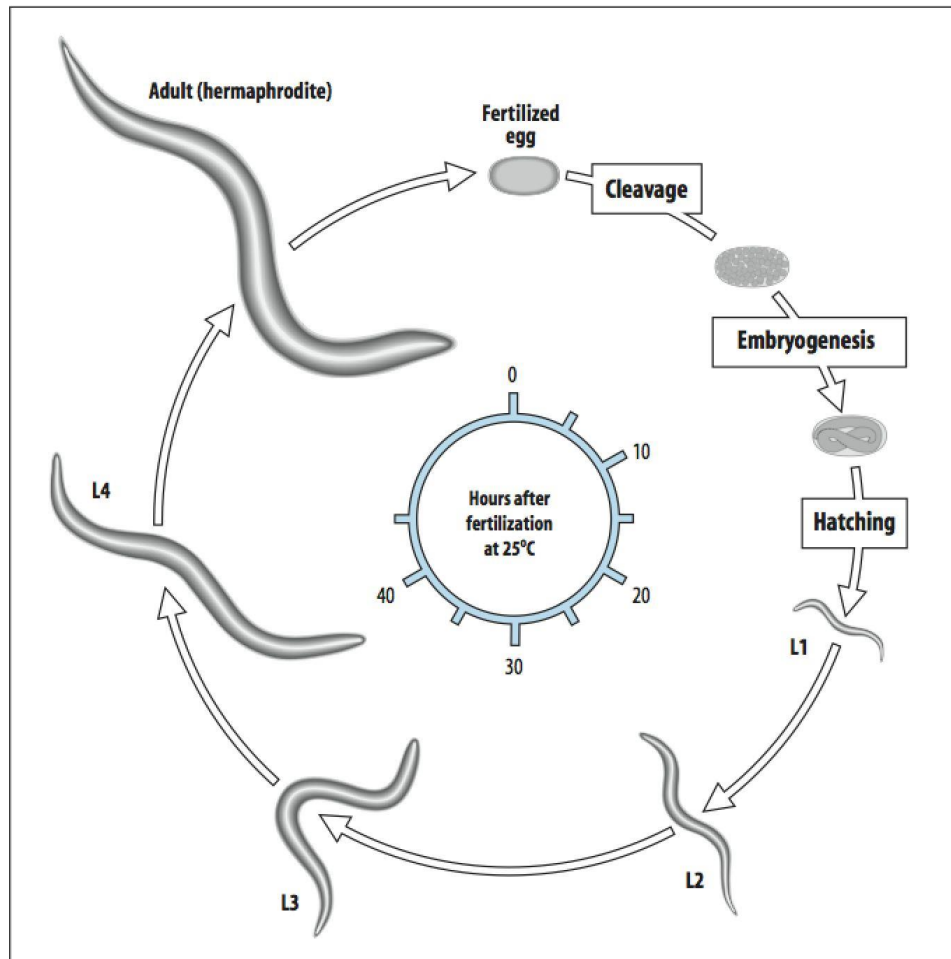 Adult (hermaphrodite)
Fertilized
egg
Cleavage
Embryogenesis
Hatching
L1
L2
L3
L4
0
10
20
30
40
Hours after
fertilization
at 25°C